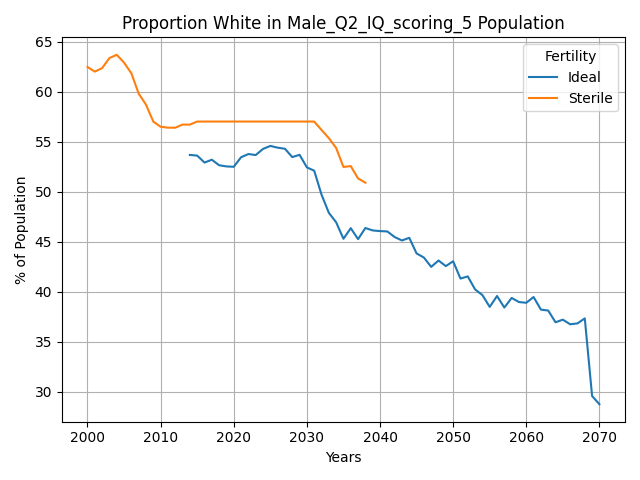 Proportion White in Male_Q2_IQ_scoring_5 Population
% of Population
65
60
55
50
45
40
35
30
Fertility
Ideal
Sterile
2000 2010 2020 2030 2040 2050 2060 2070
Years